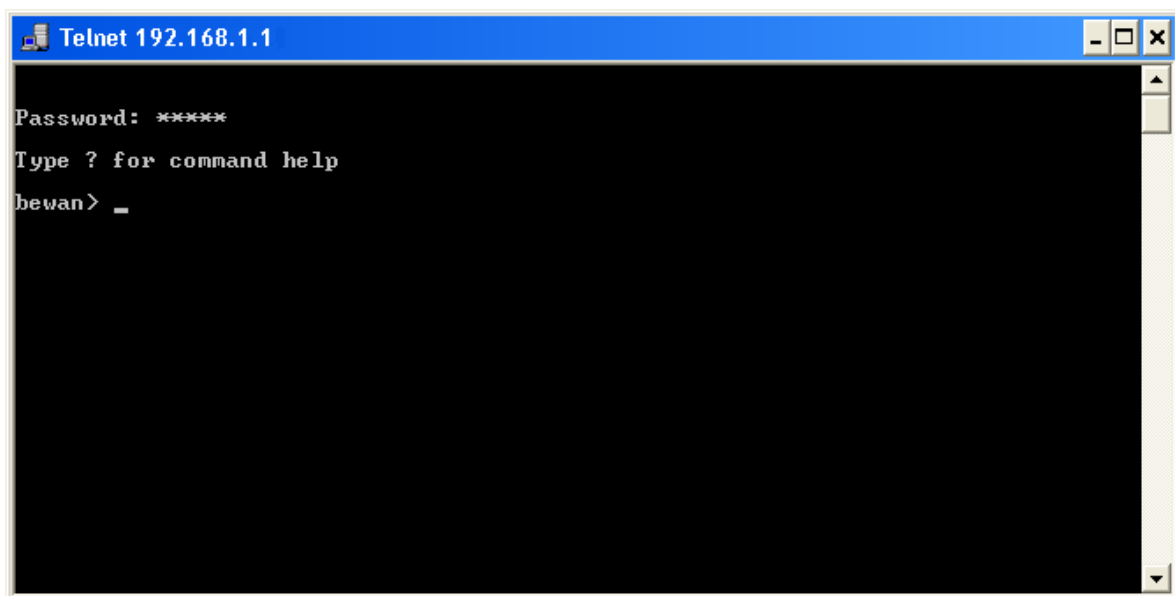 Telnet 192.168.1.1
Password: *****
Type ? for command help
bewan> _